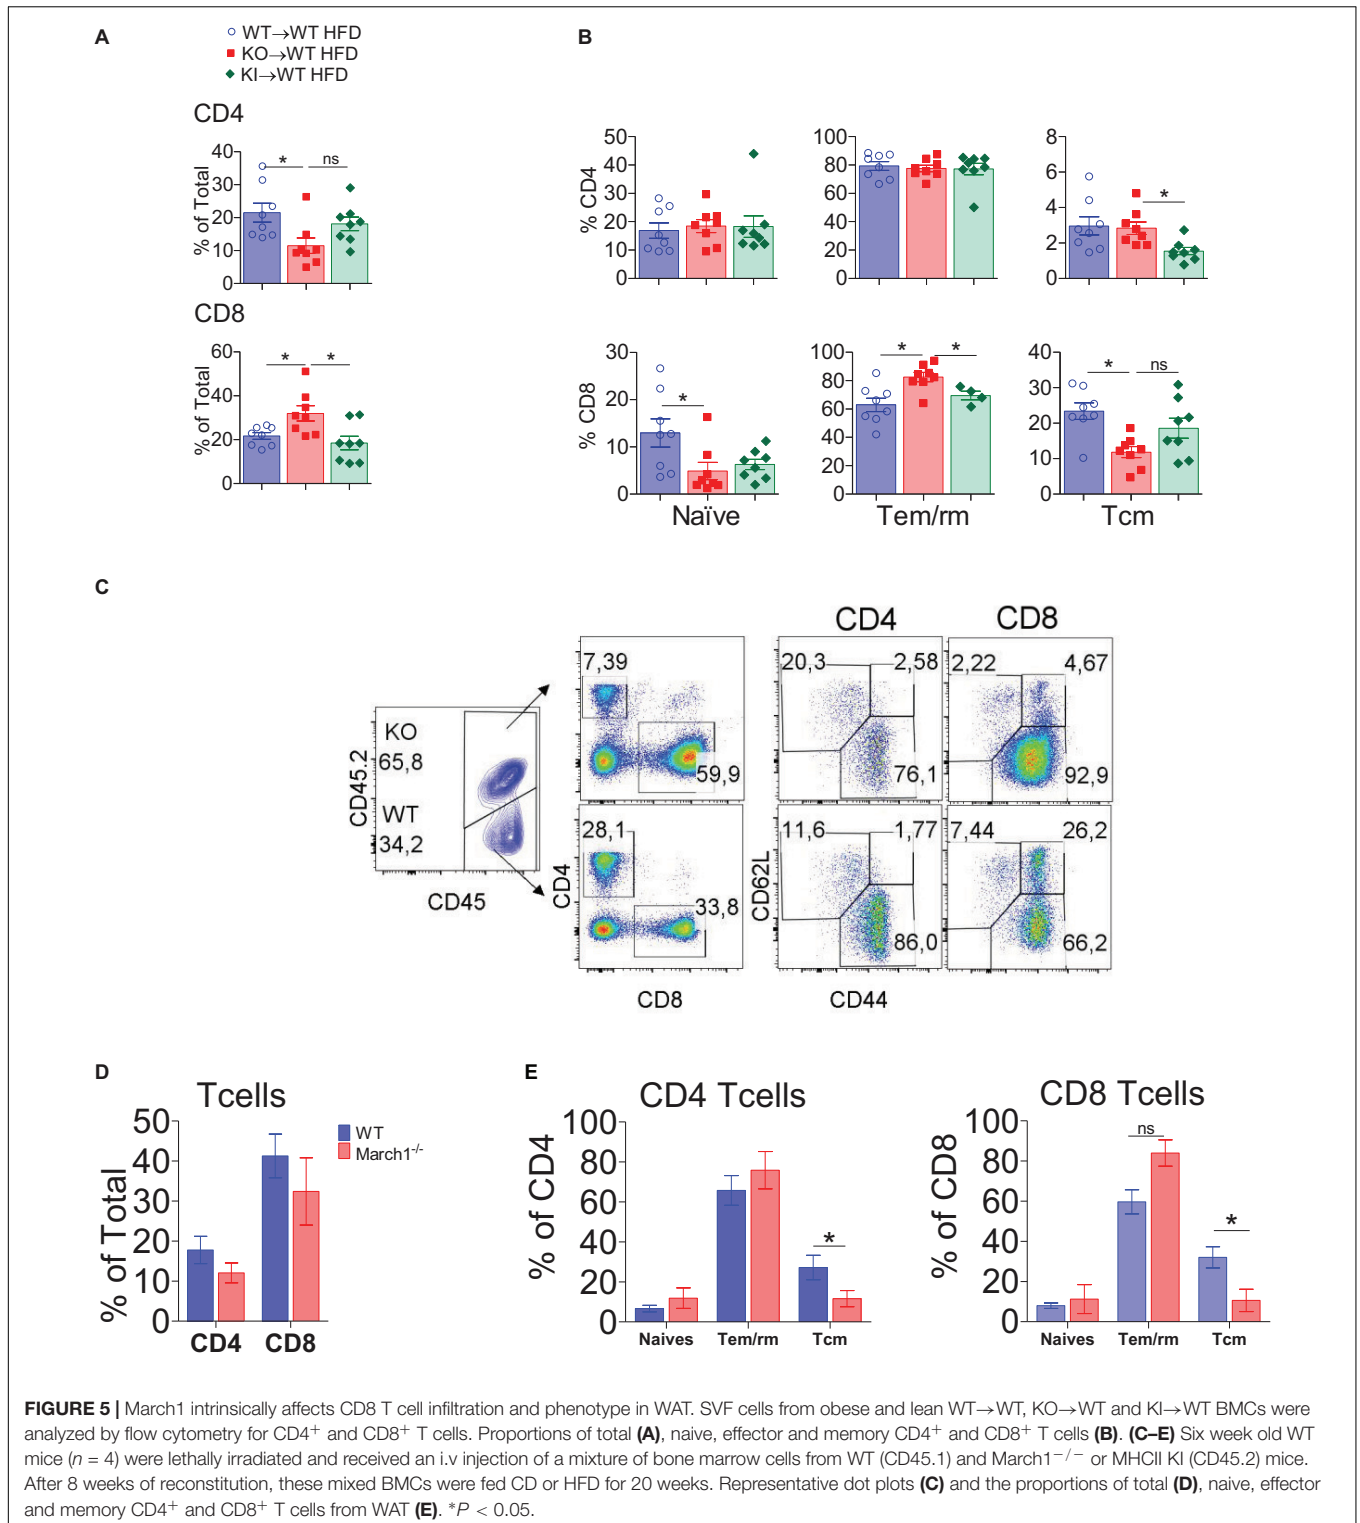 A
WT→WT HFD
KO→WT HFD
KI→WT HFD
B
CD4
% of Total
40
30
20
10
0
*
ns
% CD4
50
40
30
20
10
0
100
80
60
40
20
0
8
6
4
2
0
*
CD8
% of Total
60
40
20
0
*
*
% CD8
30
20
10
0
*
Naïve
100
80
60
40
20
0
*
*
Tem/rm
40
30
20
10
0
*
ns
Tcm
C
CD4
CD8
KO
65,8
WT
34,2
CD45.2
CD45
7,39
59,9
20,3
2,58
76,1
2,22
4,67
92,9
28,1
33,8
11,6
1,77
86,0
7,44
26,2
66,2
CD4
CD62L
CD8
CD44
D
Tcells
% of Total
50
40
30
20
10
0
CD4
CD8
WT
March1-/-
E
CD4 Tcells
% of CD4
100
80
60
40
20
0
*
Naives
Tem/rm
Tcm
CD8 Tcells
% of CD8
100
80
60
40
20
0
ns
*
Naives
Tem/rm
Tcm
FIGURE 5 | March1 intrinsically affects CD8 T cell infiltration and phenotype in WAT. SVF cells from obese and lean WT→WT, KO→WT and KI→WT BMCs were
analyzed by flow cytometry for CD4+ and CD8+ T cells. Proportions of total (A), naive, effector and memory CD4+ and CD8+ T cells (B). (C–E) Six week old WT
mice (n = 4) were lethally irradiated and received an i.v injection of a mixture of bone marrow cells from WT (CD45.1) and March1−/− or MHCII KI (CD45.2) mice.
After 8 weeks of reconstitution, these mixed BMCs were fed CD or HFD for 20 weeks. Representative dot plots (C) and the proportions of total (D), naive, effector
and memory CD4+ and CD8+ T cells from WAT (E). *P < 0.05.